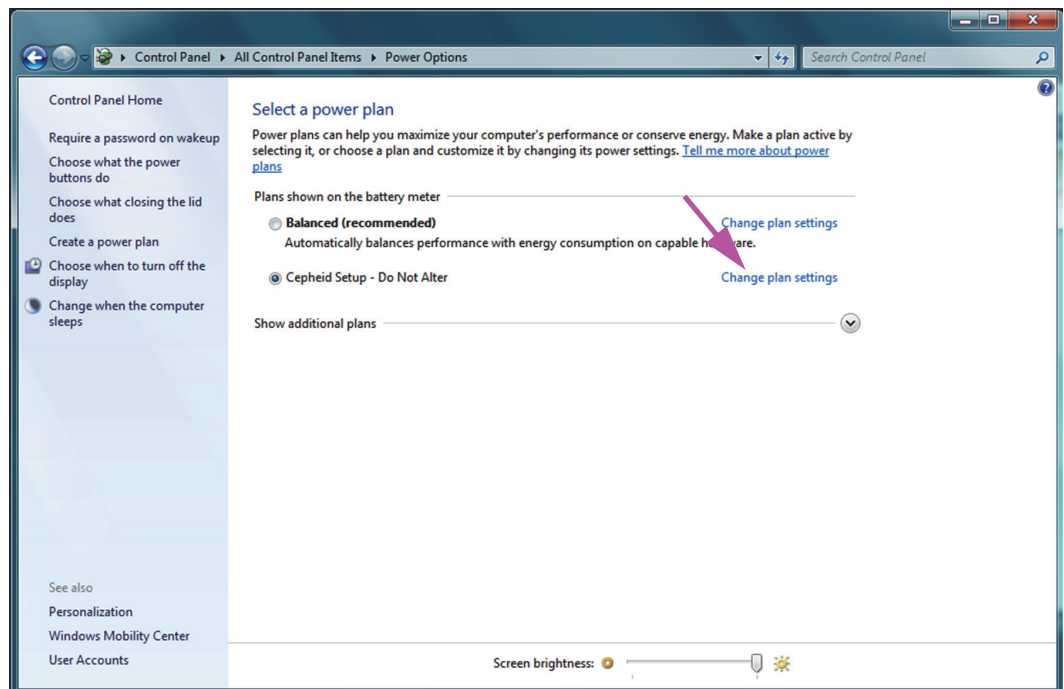 Control Panel ▸ All Control Panel Items ▸ Power Options
Search Control Panel
Control Panel Home
Require a password on wakeup
Choose what the power
buttons do
Choose what closing the lid
does
Create a power plan
Choose when to turn off the
display
Change when the computer
sleeps
See also
Personalization
Windows Mobility Center
User Accounts
Select a power plan
Power plans can help you maximize your computer's performance or conserve energy. Make a plan active by
selecting it, or choose a plan and customize it by changing its power settings. Tell me more about power
plans
Plans shown on the battery meter
Balanced (recommended) Change plan settings
Automatically balances performance with energy consumption on capable hardware.
Cepheid Setup - Do Not Alter Change plan settings
Show additional plans
Screen brightness: